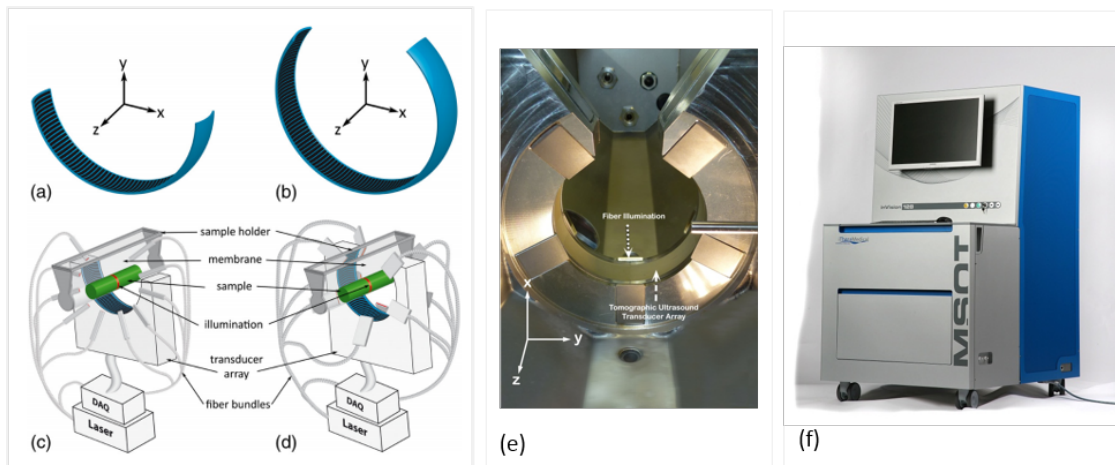 y
x
z
(a)
y
x
z
(b)
sample holder
membrane
sample
illumination
transducer
array
fiber bundles
DAQ
Laser
(c)
DAQ
Laser
(d)
Fiber Illumination
Tomographic Ultrasound
Transducer Array
x
y
z
(e)
MSOT
(f)